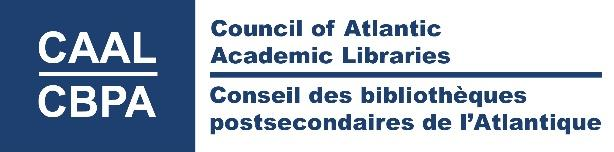 CAAL
CBPA
Council of Atlantic
Academic Libraries
Conseil des bibliothèques
postsecondaires de l'Atlantique